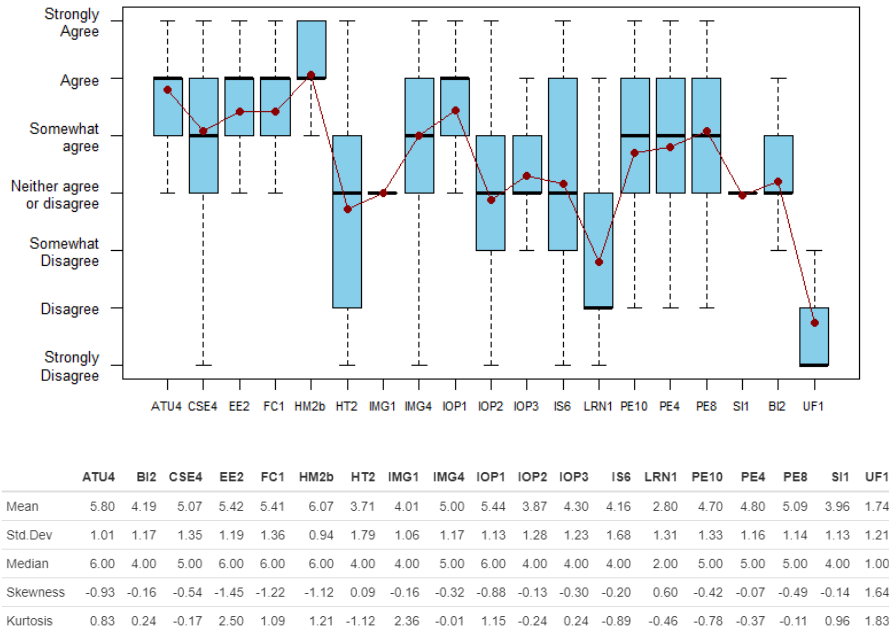 Strongly
Agree
Agree
Somewhat
agree
Neither agree
or disagree
Somewhat
Disagree
Disagree
Strongly
Disagree
ATU4 CSE4 EE2 FC1 HM2b HT2 IMG1 IMG4 IOP1 IOP2 IOP3 IS6 LRN1 PE10 PE4 PE8 SI1 BI2 UF1
ATU4 BI2 CSE4 EE2 FC1 HM2b HT2 IMG1 IMG4 IOP1 IOP2 IOP3 IS6 LRN1 PE10 PE4 PE8 SI1 UF1
Mean 5.80 4.19 5.07 5.42 5.41 6.07 3.71 4.01 5.00 5.44 3.87 4.30 4.16 2.80 4.70 4.80 5.09 3.96 1.74
Std.Dev 1.01 1.17 1.35 1.19 1.36 0.94 1.79 1.06 1.17 1.13 1.28 1.23 1.68 1.31 1.33 1.16 1.14 1.13 1.21
Median 6.00 4.00 5.00 6.00 6.00 6.00 4.00 4.00 5.00 6.00 4.00 4.00 4.00 2.00 5.00 5.00 5.00 4.00 1.00
Skewness -0.93 -0.16 -0.54 -1.45 -1.22 -1.12 0.09 -0.16 -0.32 -0.88 -0.13 -0.30 -0.20 0.60 -0.42 -0.07 -0.49 -0.14 1.64
Kurtosis 0.83 0.24 -0.17 2.50 1.09 1.21 -1.12 2.36 -0.01 1.15 -0.24 0.24 -0.89 -0.46 -0.78 -0.37 -0.11 0.96 1.83